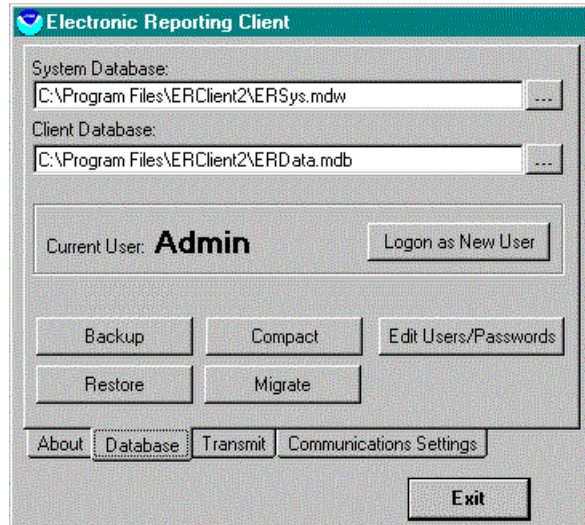 Electronic Reporting Client
System Database:
C:\Program Files\ERClient2\ERSys.mdw
...
Client Database:
C:\Program Files\ERClient2\ERData.mdb
...
Current User: Admin
Logon as New User
Backup
Compact
Edit Users/Passwords
Restore
Migrate
About
Database
Transmit
Communications Settings
Exit